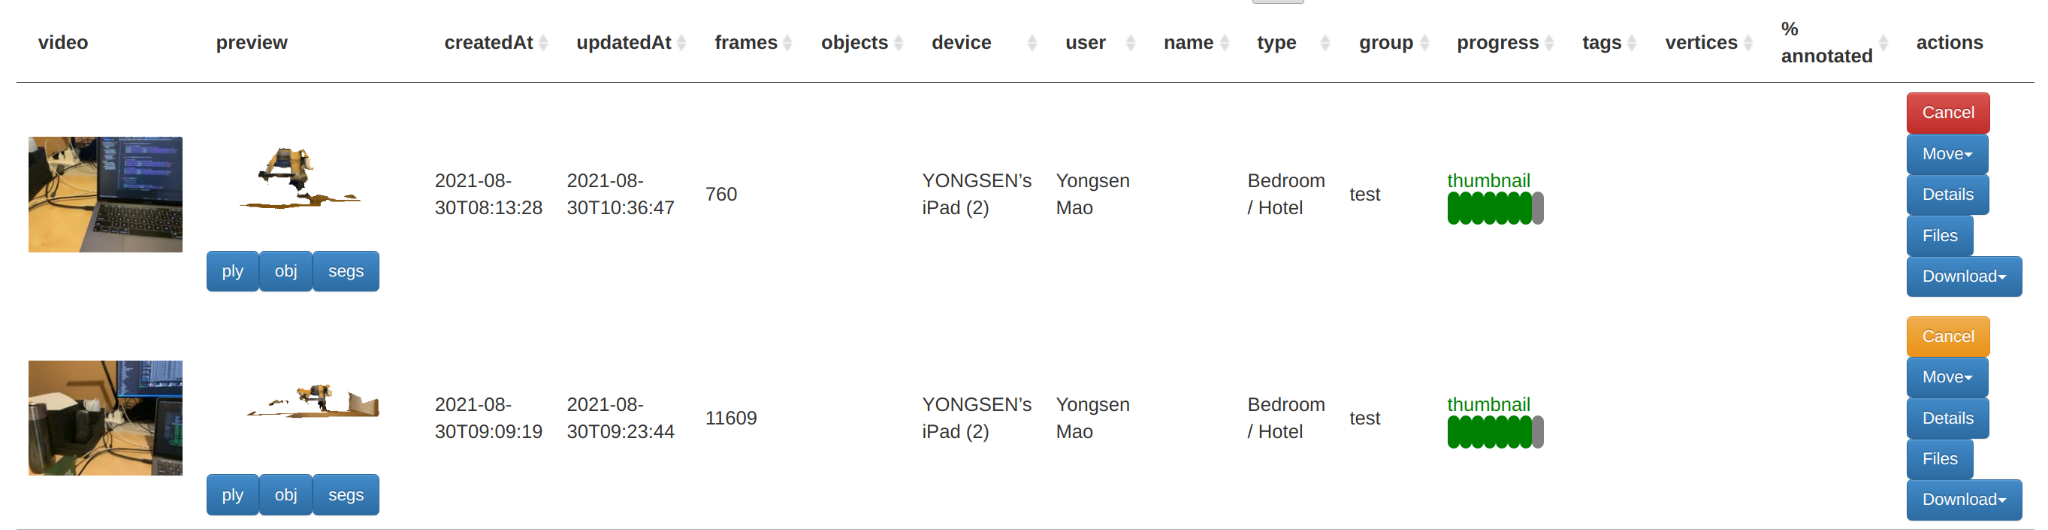 video preview createdAt updatedAt frames objects device user name type group progress tags vertices % annotated actions
2021-08-30T08:13:28
2021-08-30T10:36:47
760
YONGSEN's
iPad (2)
Yongsen
Mao
Bedroom
/ Hotel
test
thumbnail
Cancel
Move
Details
Files
Download
ply obj segs
2021-08-30T09:09:19
2021-08-30T09:23:44
11609
YONGSEN's
iPad (2)
Yongsen
Mao
Bedroom
/ Hotel
test
thumbnail
Cancel
Move
Details
Files
Download
ply obj segs